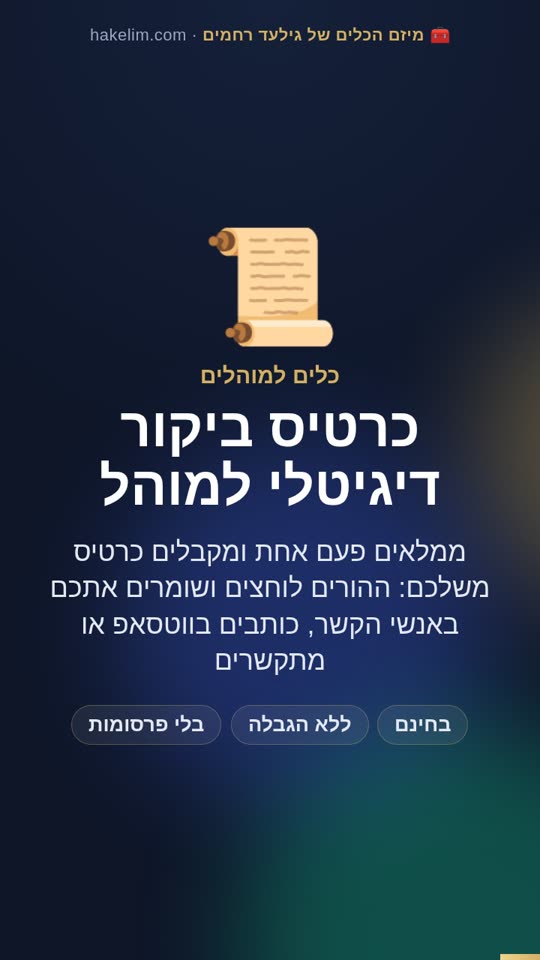 🧰 מיזם הכלים של גילעד רחמים · hakelim.com
כלים למוהלים
כרטיס ביקור
דיגיטלי למוהל
ממלאים פעם אחת ומקבלים כרטיס
משלכם: ההורים לוחצים ושומרים אתכם
באנשי הקשר, כותבים בווטסאפ או
מתקשרים
בחינם
ללא הגבלה
בלי פרסומות